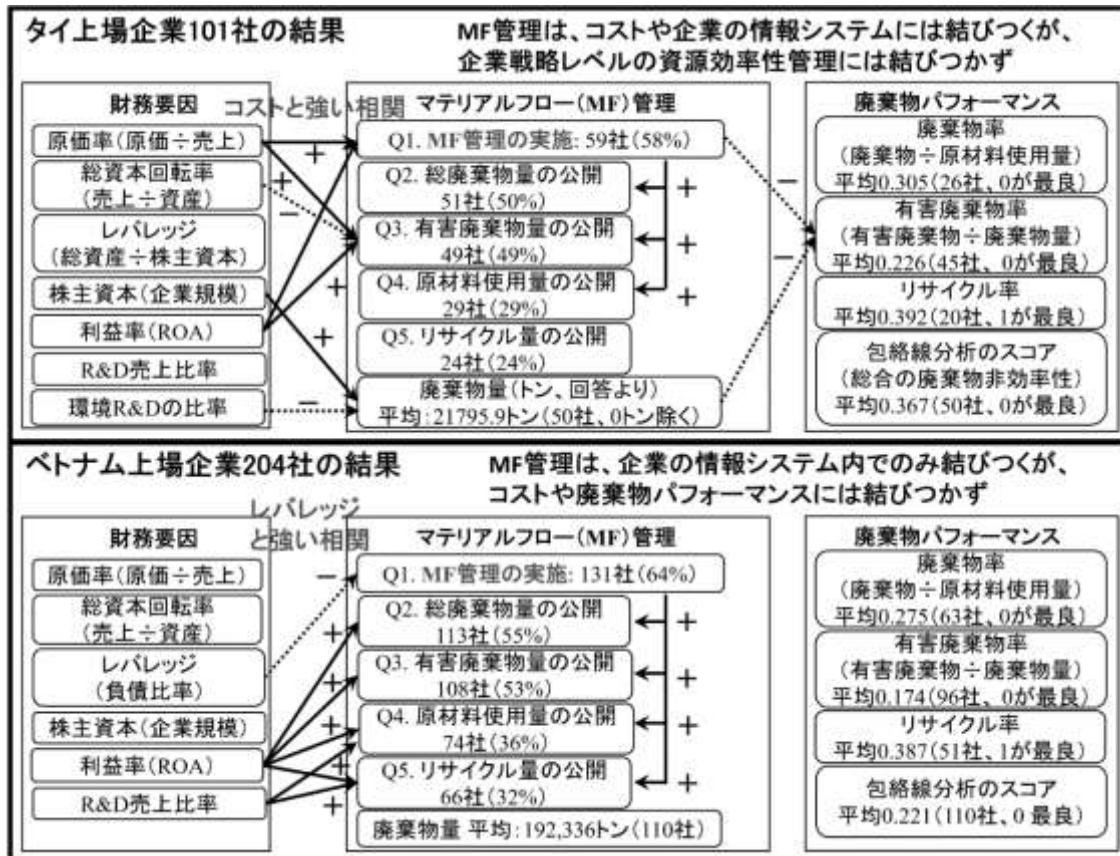 タイ上場企業101社の結果
MF管理は、コストや企業の情報システムには結びつくが、
企業戦略レベルの資源効率性管理には結びつかず
財務要因
コストと強い相関
原価率(原価÷売上)
総資本回転率
(売上÷資産)
レバレッジ
(総資産÷株主資本)
株主資本(企業規模)
利益率(ROA)
R&D売上比率
環境R&Dの比率
+
+
−
+
+
−
マテリアルフロー(MF)管理
Q1. MF管理の実施: 59社(58%)
Q2. 総廃棄物量の公開
51社(50%)
Q3. 有害廃棄物量の公開
49社(49%)
Q4. 原材料使用量の公開
29社(29%)
Q5. リサイクル量の公開
24社(24%)
廃棄物量(トン、回答より)
平均:21795.9トン(50社、0トン除く)
+
+
+
−
−
廃棄物パフォーマンス
廃棄物率
(廃棄物÷原材料使用量)
平均0.305(26社、0が最良)
有害廃棄物率
(有害廃棄物÷廃棄物量)
平均0.226(45社、0が最良)
リサイクル率
平均0.392(20社、1が最良)
包絡線分析のスコア
(総合の廃棄物非効率性)
平均0.367(50社、0が最良)
ベトナム上場企業204社の結果
MF管理は、企業の情報システム内でのみ結びつくが、
コストや廃棄物パフォーマンスには結びつかず
財務要因
レバレッジ
と強い相関
原価率(原価÷売上)
総資本回転率
(売上÷資産)
レバレッジ
(負債比率)
株主資本(企業規模)
利益率(ROA)
R&D売上比率
−
+
+
+
+
+
マテリアルフロー(MF)管理
Q1. MF管理の実施: 131社(64%)
Q2. 総廃棄物量の公開
113社(55%)
Q3. 有害廃棄物量の公開
108社(53%)
Q4. 原材料使用量の公開
74社(36%)
Q5. リサイクル量の公開
66社(32%)
廃棄物量 平均:192,336トン(110社)
+
+
+
+
廃棄物パフォーマンス
廃棄物率
(廃棄物÷原材料使用量)
平均0.275(63社、0が最良)
有害廃棄物率
(有害廃棄物÷廃棄物量)
平均0.174(96社、0が最良)
リサイクル率
平均0.387(51社、1が最良)
包絡線分析のスコア
平均0.221(110社、0 最良)